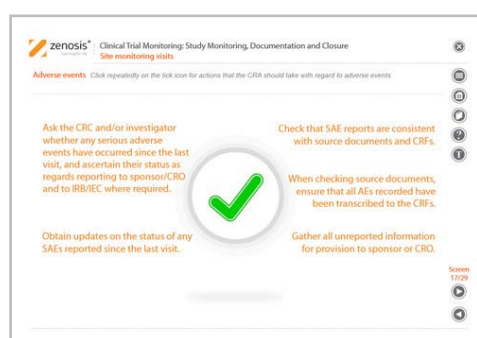 zenosis
Clinical Trial Monitoring: Study Monitoring, Documentation and Closure
Site monitoring visits
Adverse events Click repeatedly on the tick icon for actions that the CRA should take with regard to adverse events
Ask the CRC and/or investigator
whether any serious adverse
events have occurred since the last
visit, and ascertain their status as
regards reporting to sponsor/CRO
and to IRB/IEC where required.
Obtain updates on the status of any
SAEs reported since the last visit.
Check that SAE reports are consistent
with source documents and CRFs.
When checking source documents,
ensure that all AEs recorded have
been transcribed to the CRFs.
Gather all unreported information
for provision to sponsor or CRO.
?
T
Screen
17/29